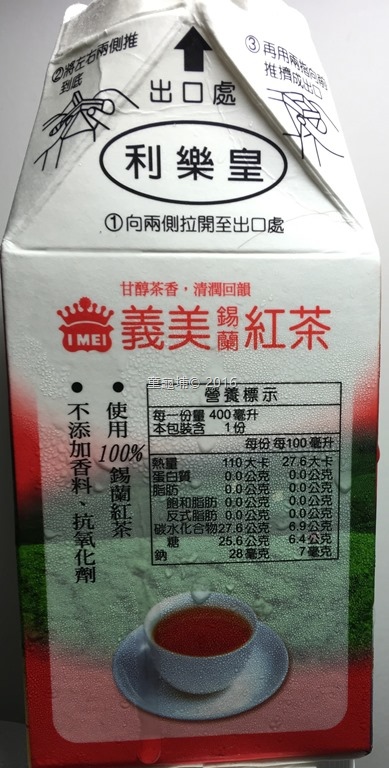 ②將左右兩側推
到底
出口處
③再用兩指向前
推擠成出口
利樂皇
①向兩側拉開至出口處
甘醇茶香，清潤回韻
I MEI
義美錫蘭紅茶
● 使用100%錫蘭紅茶
● 不添加香料、抗氧化劑
營養標示
每一份量 400 毫升
本包裝含 1份
每份 每100毫升
熱量 110大卡 27.6大卡
蛋白質 0.0公克 0.0公克
脂肪 0.0公克 0.0公克
飽和脂肪 0.0公克 0.0公克
反式脂肪 0.0公克 0.0公克
碳水化合物27.6公克 6.9公克
糖 25.6公克 6.4公克
鈉 28毫克 7毫克